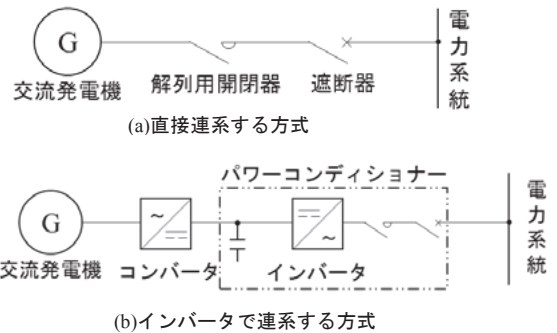 G
交流発電機
解列用開閉器
遮断器
電力系統
(a)直接連系する方式
パワーコンディショナー
G
交流発電機
コンバータ
インバータ
電力系統
(b)インバータで連系する方式